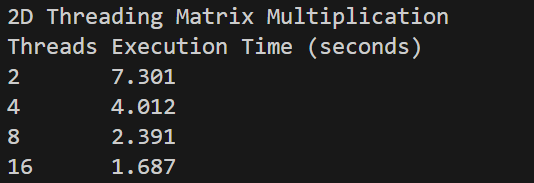 2D Threading Matrix Multiplication
Threads Execution Time (seconds)
2       7.301
4       4.012
8       2.391
16      1.687